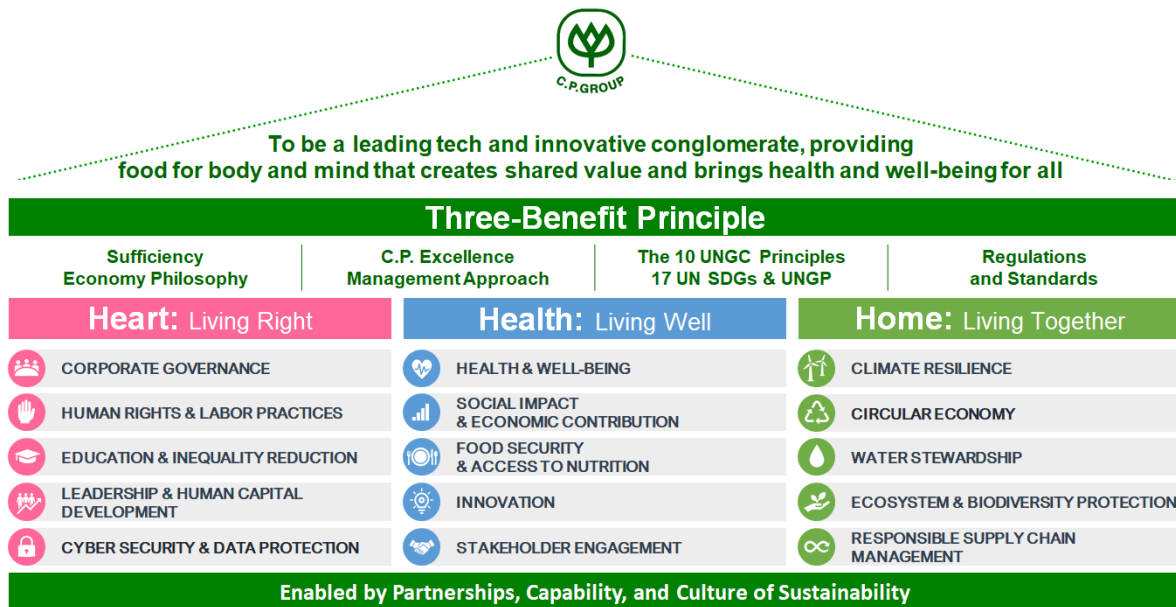 C.P.GROUP
To be a leading tech and innovative conglomerate, providing
food for body and mind that creates shared value and brings health and well-being for all
Three-Benefit Principle
Sufficiency
Economy Philosophy
C.P. Excellence
Management Approach
The 10 UNGC Principles
17 UN SDGs & UNGP
Regulations
and Standards
Heart: Living Right
CORPORATE GOVERNANCE
HUMAN RIGHTS & LABOR PRACTICES
EDUCATION & INEQUALITY REDUCTION
LEADERSHIP & HUMAN CAPITAL
DEVELOPMENT
CYBER SECURITY & DATA PROTECTION
Health: Living Well
HEALTH & WELL-BEING
SOCIAL IMPACT
& ECONOMIC CONTRIBUTION
FOOD SECURITY
& ACCESS TO NUTRITION
INNOVATION
STAKEHOLDER ENGAGEMENT
Home: Living Together
CLIMATE RESILIENCE
CIRCULAR ECONOMY
WATER STEWARDSHIP
ECOSYSTEM & BIODIVERSITY PROTECTION
RESPONSIBLE SUPPLY CHAIN
MANAGEMENT
Enabled by Partnerships, Capability, and Culture of Sustainability